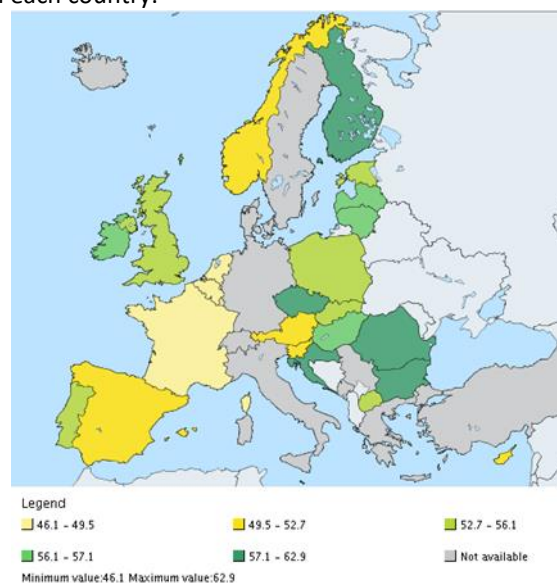 each country.
Legend
46.1 - 49.5 49.5 - 52.7 52.7 - 56.1
56.1 - 57.1 57.1 - 62.9 Not available
Minimum value:46.1 Maximum value:62.9